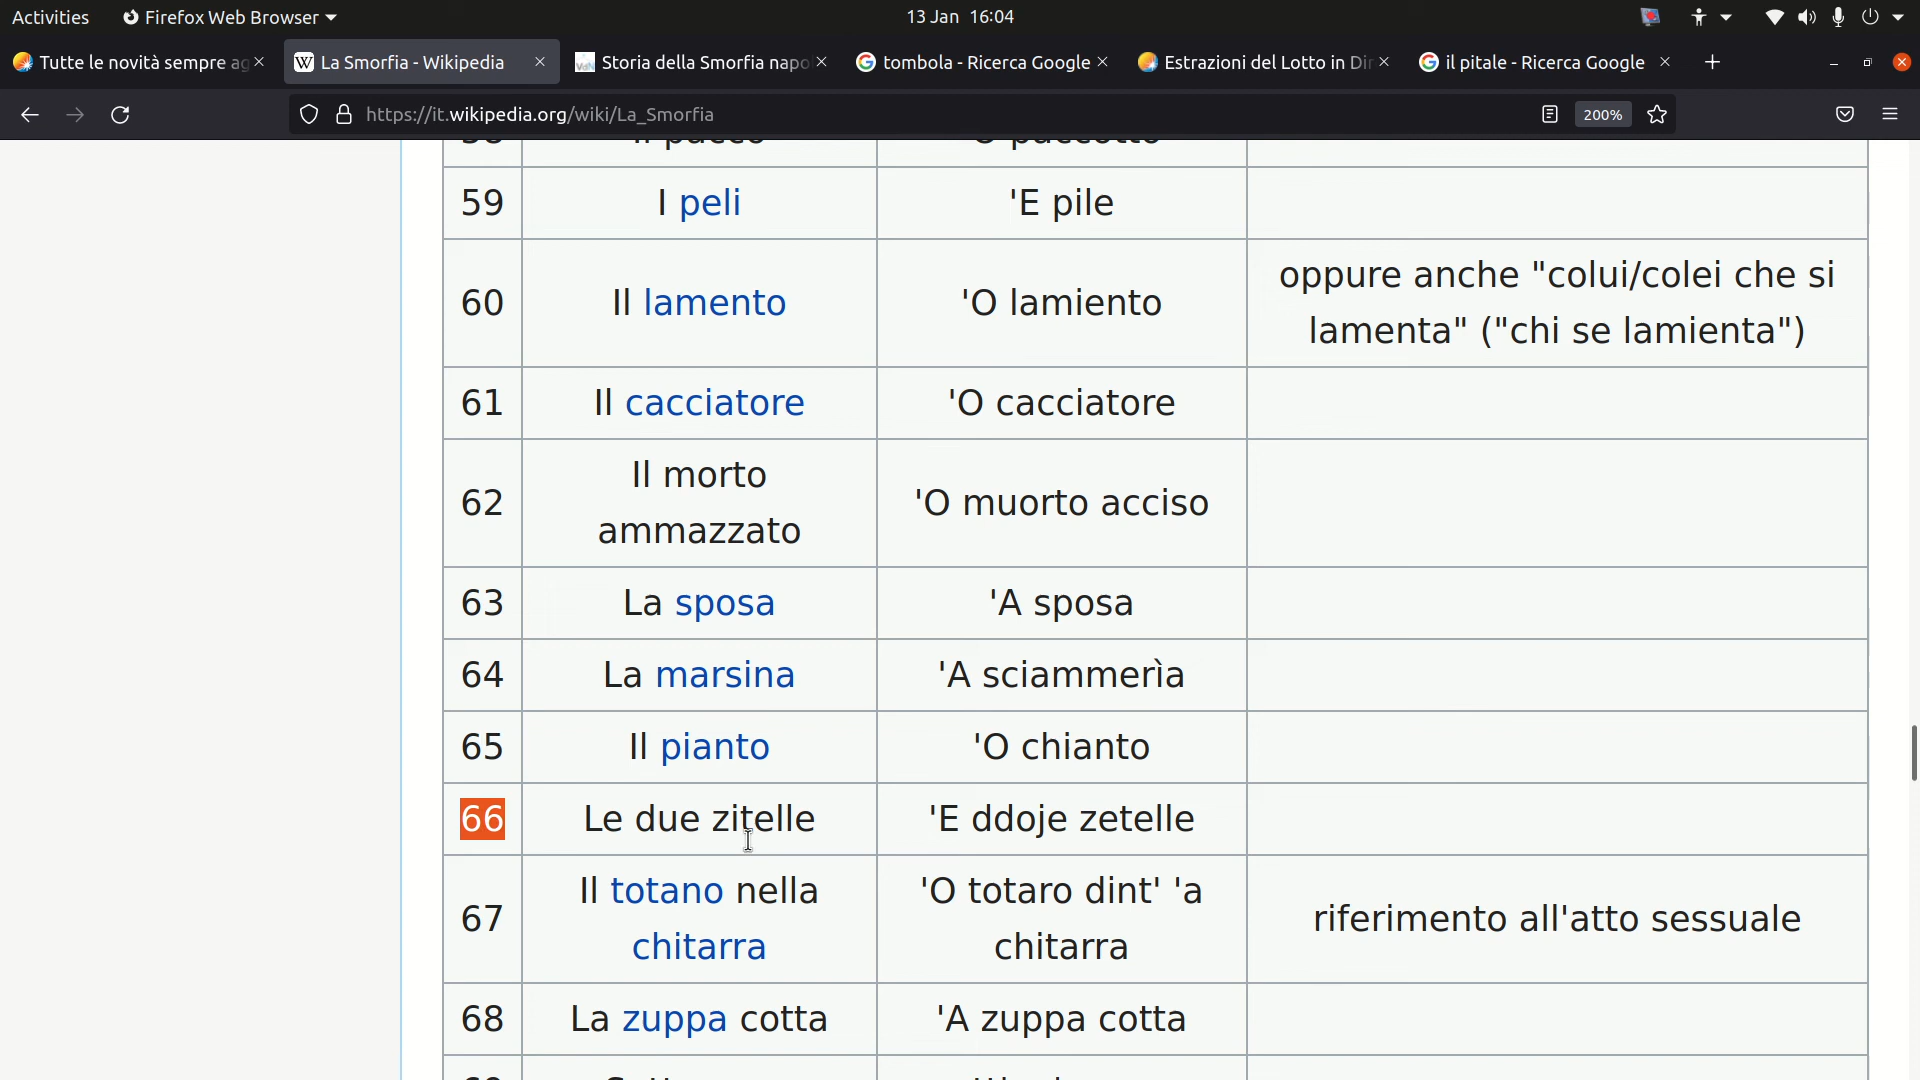 Activities
Firefox Web Browser
13 Jan 16:04
Tutte le novità sempre ag
La Smorfia - Wikipedia
Storia della Smorfia napo
tombola - Ricerca Google
Estrazioni del Lotto in Dir
il pitale - Ricerca Google
https://it.wikipedia.org/wiki/La_Smorfia
200%
58 Il pacco 'O paccotto
59 I peli 'E pile
60 Il lamento 'O lamiento oppure anche "colui/colei che si
lamenta" ("chi se lamienta")
61 Il cacciatore 'O cacciatore
62 Il morto
ammazzato 'O muorto acciso
63 La sposa 'A sposa
64 La marsina 'A sciammerìa
65 Il pianto 'O chianto
66 Le due zitelle 'E ddoje zetelle
67 Il totano nella
chitarra 'O totaro dint' 'a
chitarra riferimento all'atto sessuale
68 La zuppa cotta 'A zuppa cotta